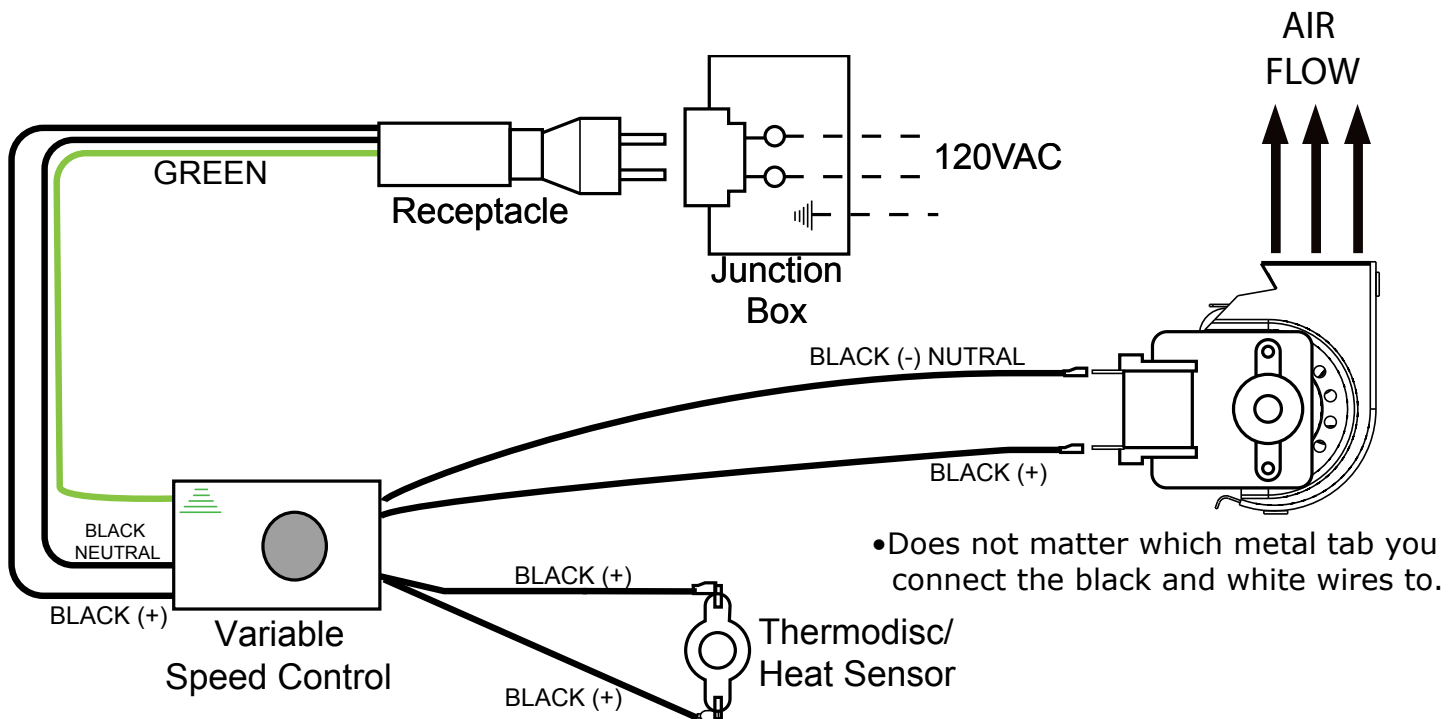 AIR
FLOW
GREEN
Receptacle
120VAC
Junction
Box
BLACK (-) NUTRAL
BLACK (+)
BLACK
NEUTRAL
BLACK (+)
Variable
Speed Control
BLACK (+)
BLACK (+)
Thermodisc/
Heat Sensor
•Does not matter which metal tab you
connect the black and white wires to.